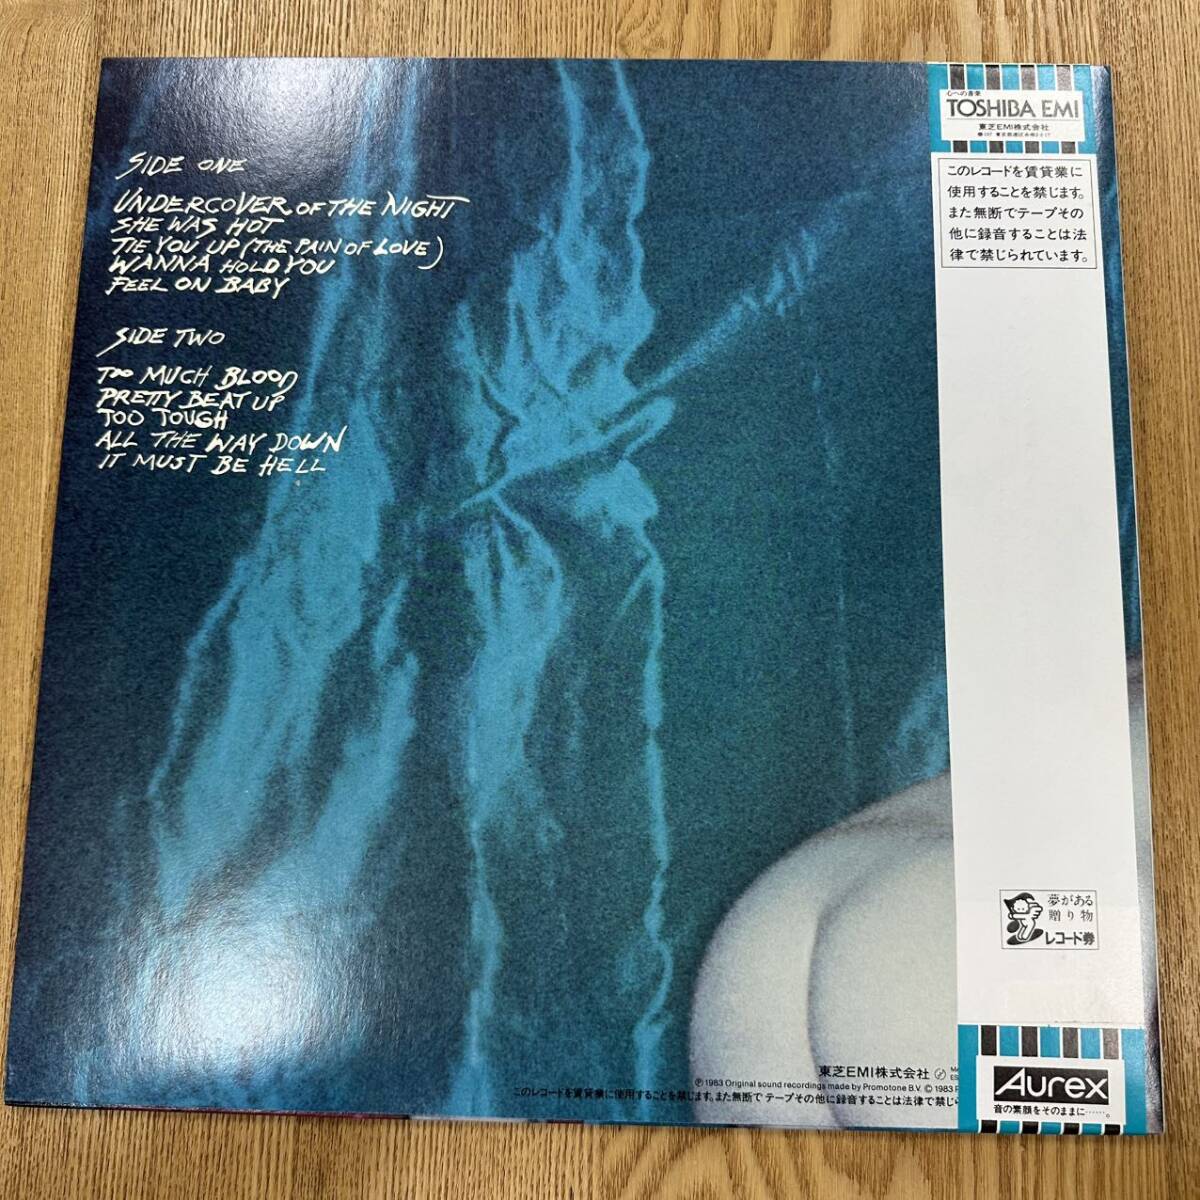 SIDE ONE
UNDERCOVER OF THE NIGHT
SHE WAS HOT
TIE YOU UP (THE PAIN OF LOVE)
WANNA HOLD YOU
FEEL ON BABY
SIDE TWO
TOO MUCH BLOOD
PRETTY BEAT UP
TOO TOUGH
ALL THE WAY DOWN
IT MUST BE HELL
心への音楽
TOSHIBA EMI
東芝EMI株式会社
このレコードを賃貸業に
使用することを禁じます。
また無断でテープその
他に録音することは法
律で禁じられています。
夢がある
贈り物
レコード券
東芝EMI株式会社
℗ 1983 Original sound recordings made by Promotone B.V. © 1983
このレコードを賃貸業に使用することを禁じます。また無断でテープその他に録音することは法律で禁じ
Aurex
音の素顔をそのままに……。